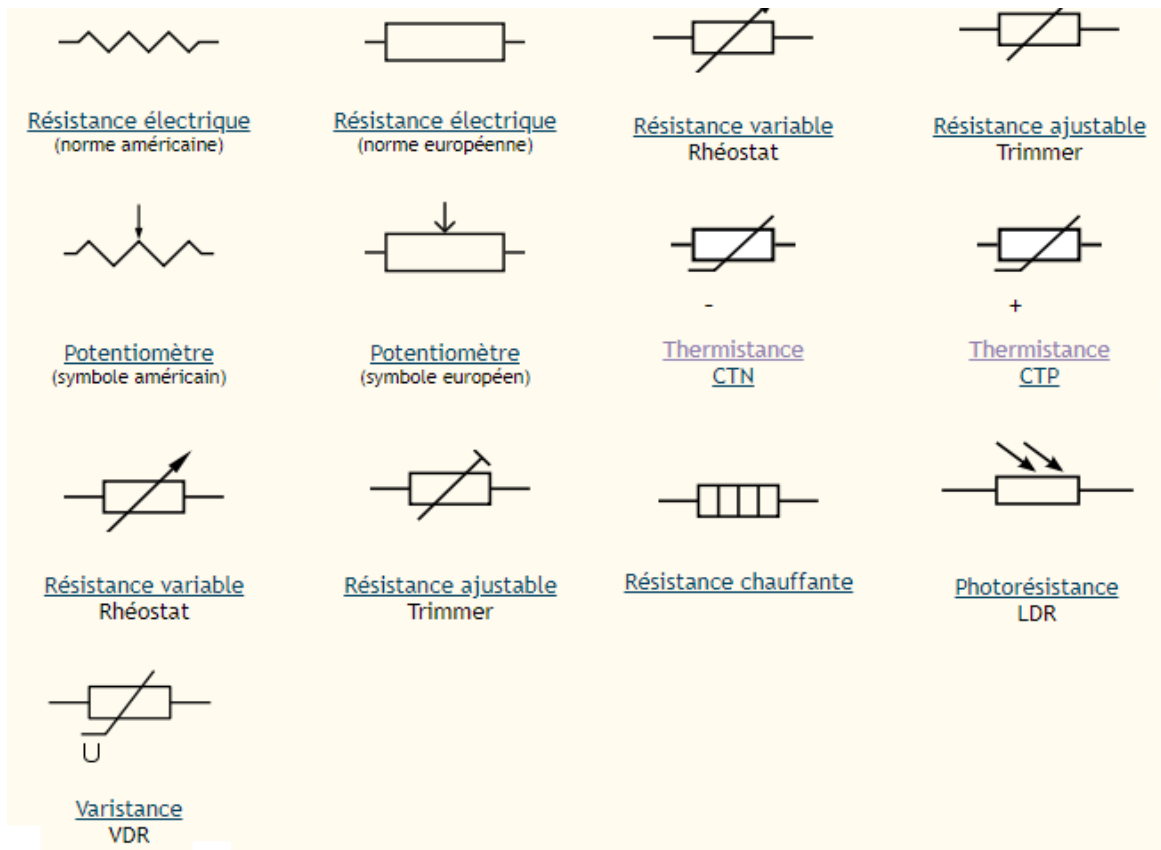 Résistance électrique
(norme américaine)
Résistance électrique
(norme européenne)
Résistance variable
Rhéostat
Résistance ajustable
Trimmer
Potentiomètre
(symbole américain)
Potentiomètre
(symbole européen)
-
Thermistance
CTN
+
Thermistance
CTP
Résistance variable
Rhéostat
Résistance ajustable
Trimmer
Résistance chauffante
Photorésistance
LDR
U
Varistance
VDR